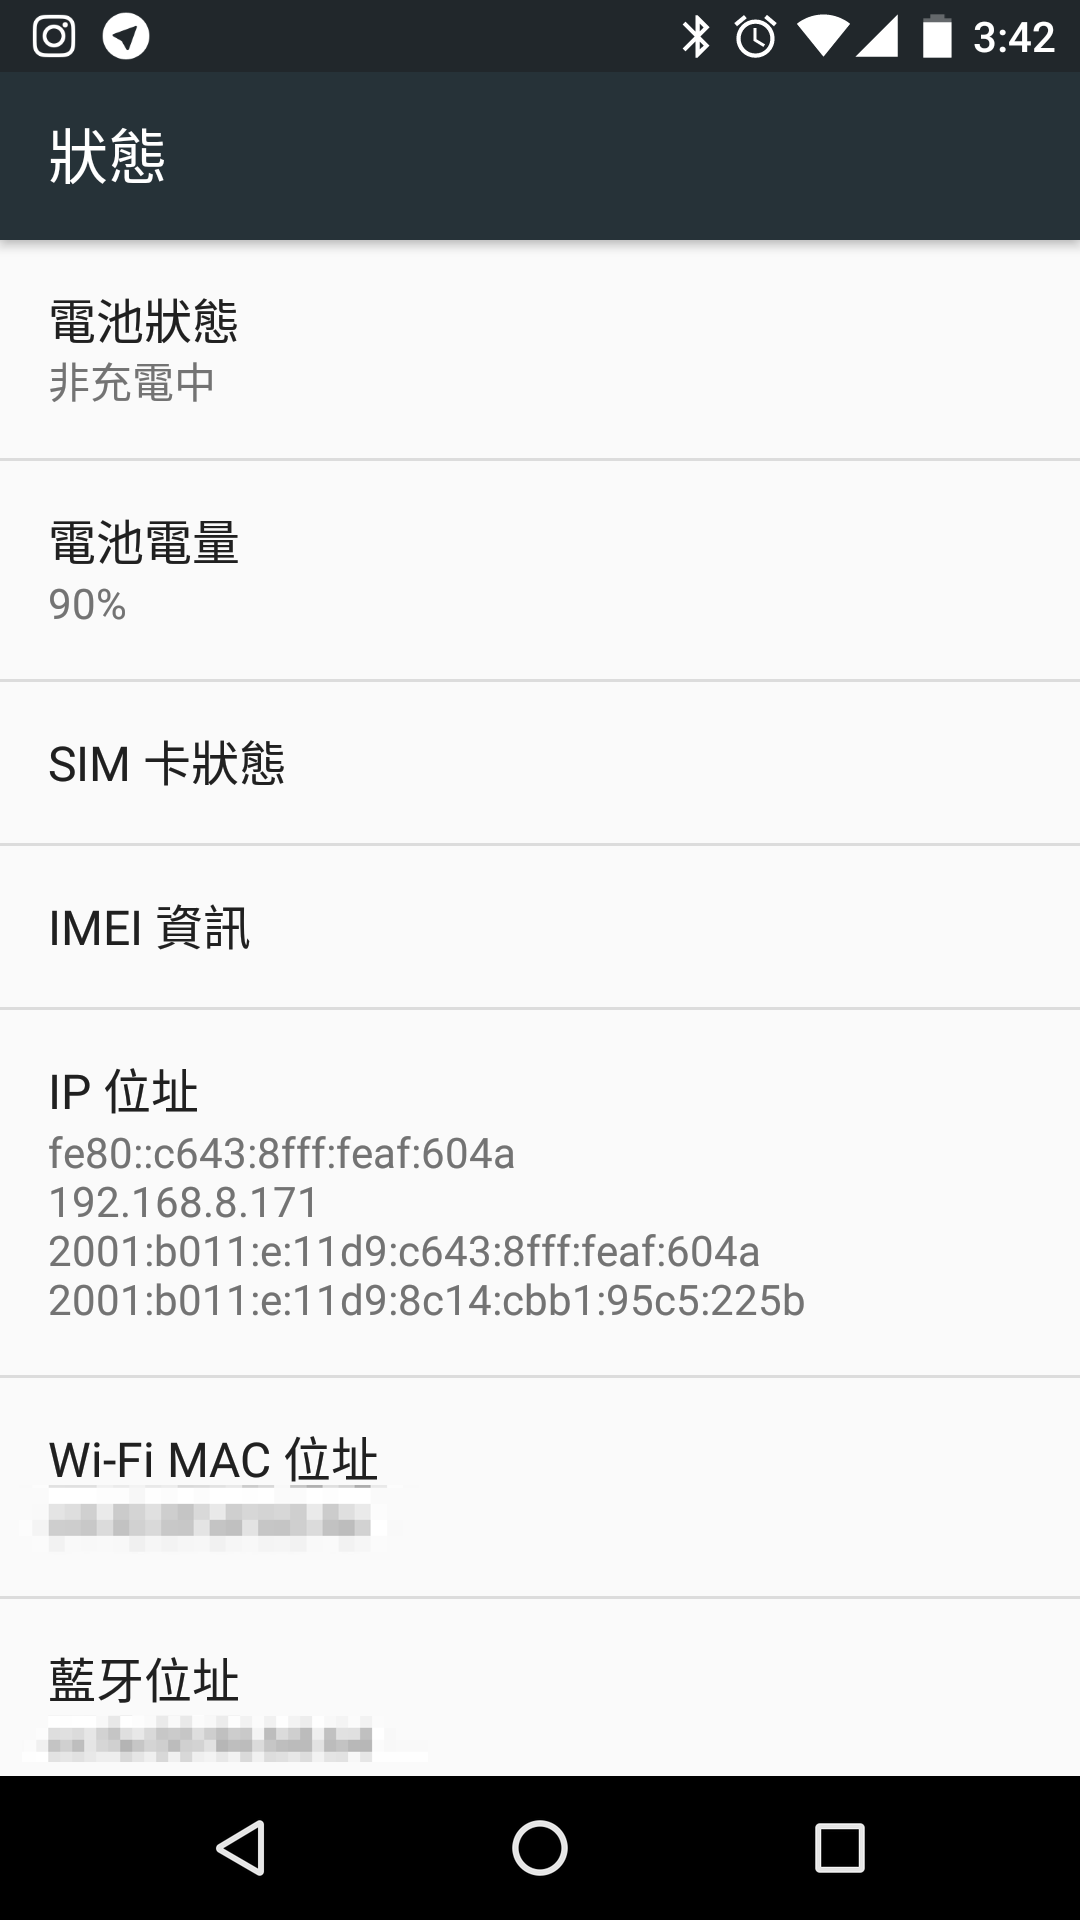 3:42
狀態
電池狀態
非充電中
電池電量
90%
SIM 卡狀態
IMEI 資訊
IP 位址
fe80::c643:8fff:feaf:604a
192.168.8.171
2001:b011:e:11d9:c643:8fff:feaf:604a
2001:b011:e:11d9:8c14:cbb1:95c5:225b
Wi-Fi MAC 位址
藍牙位址